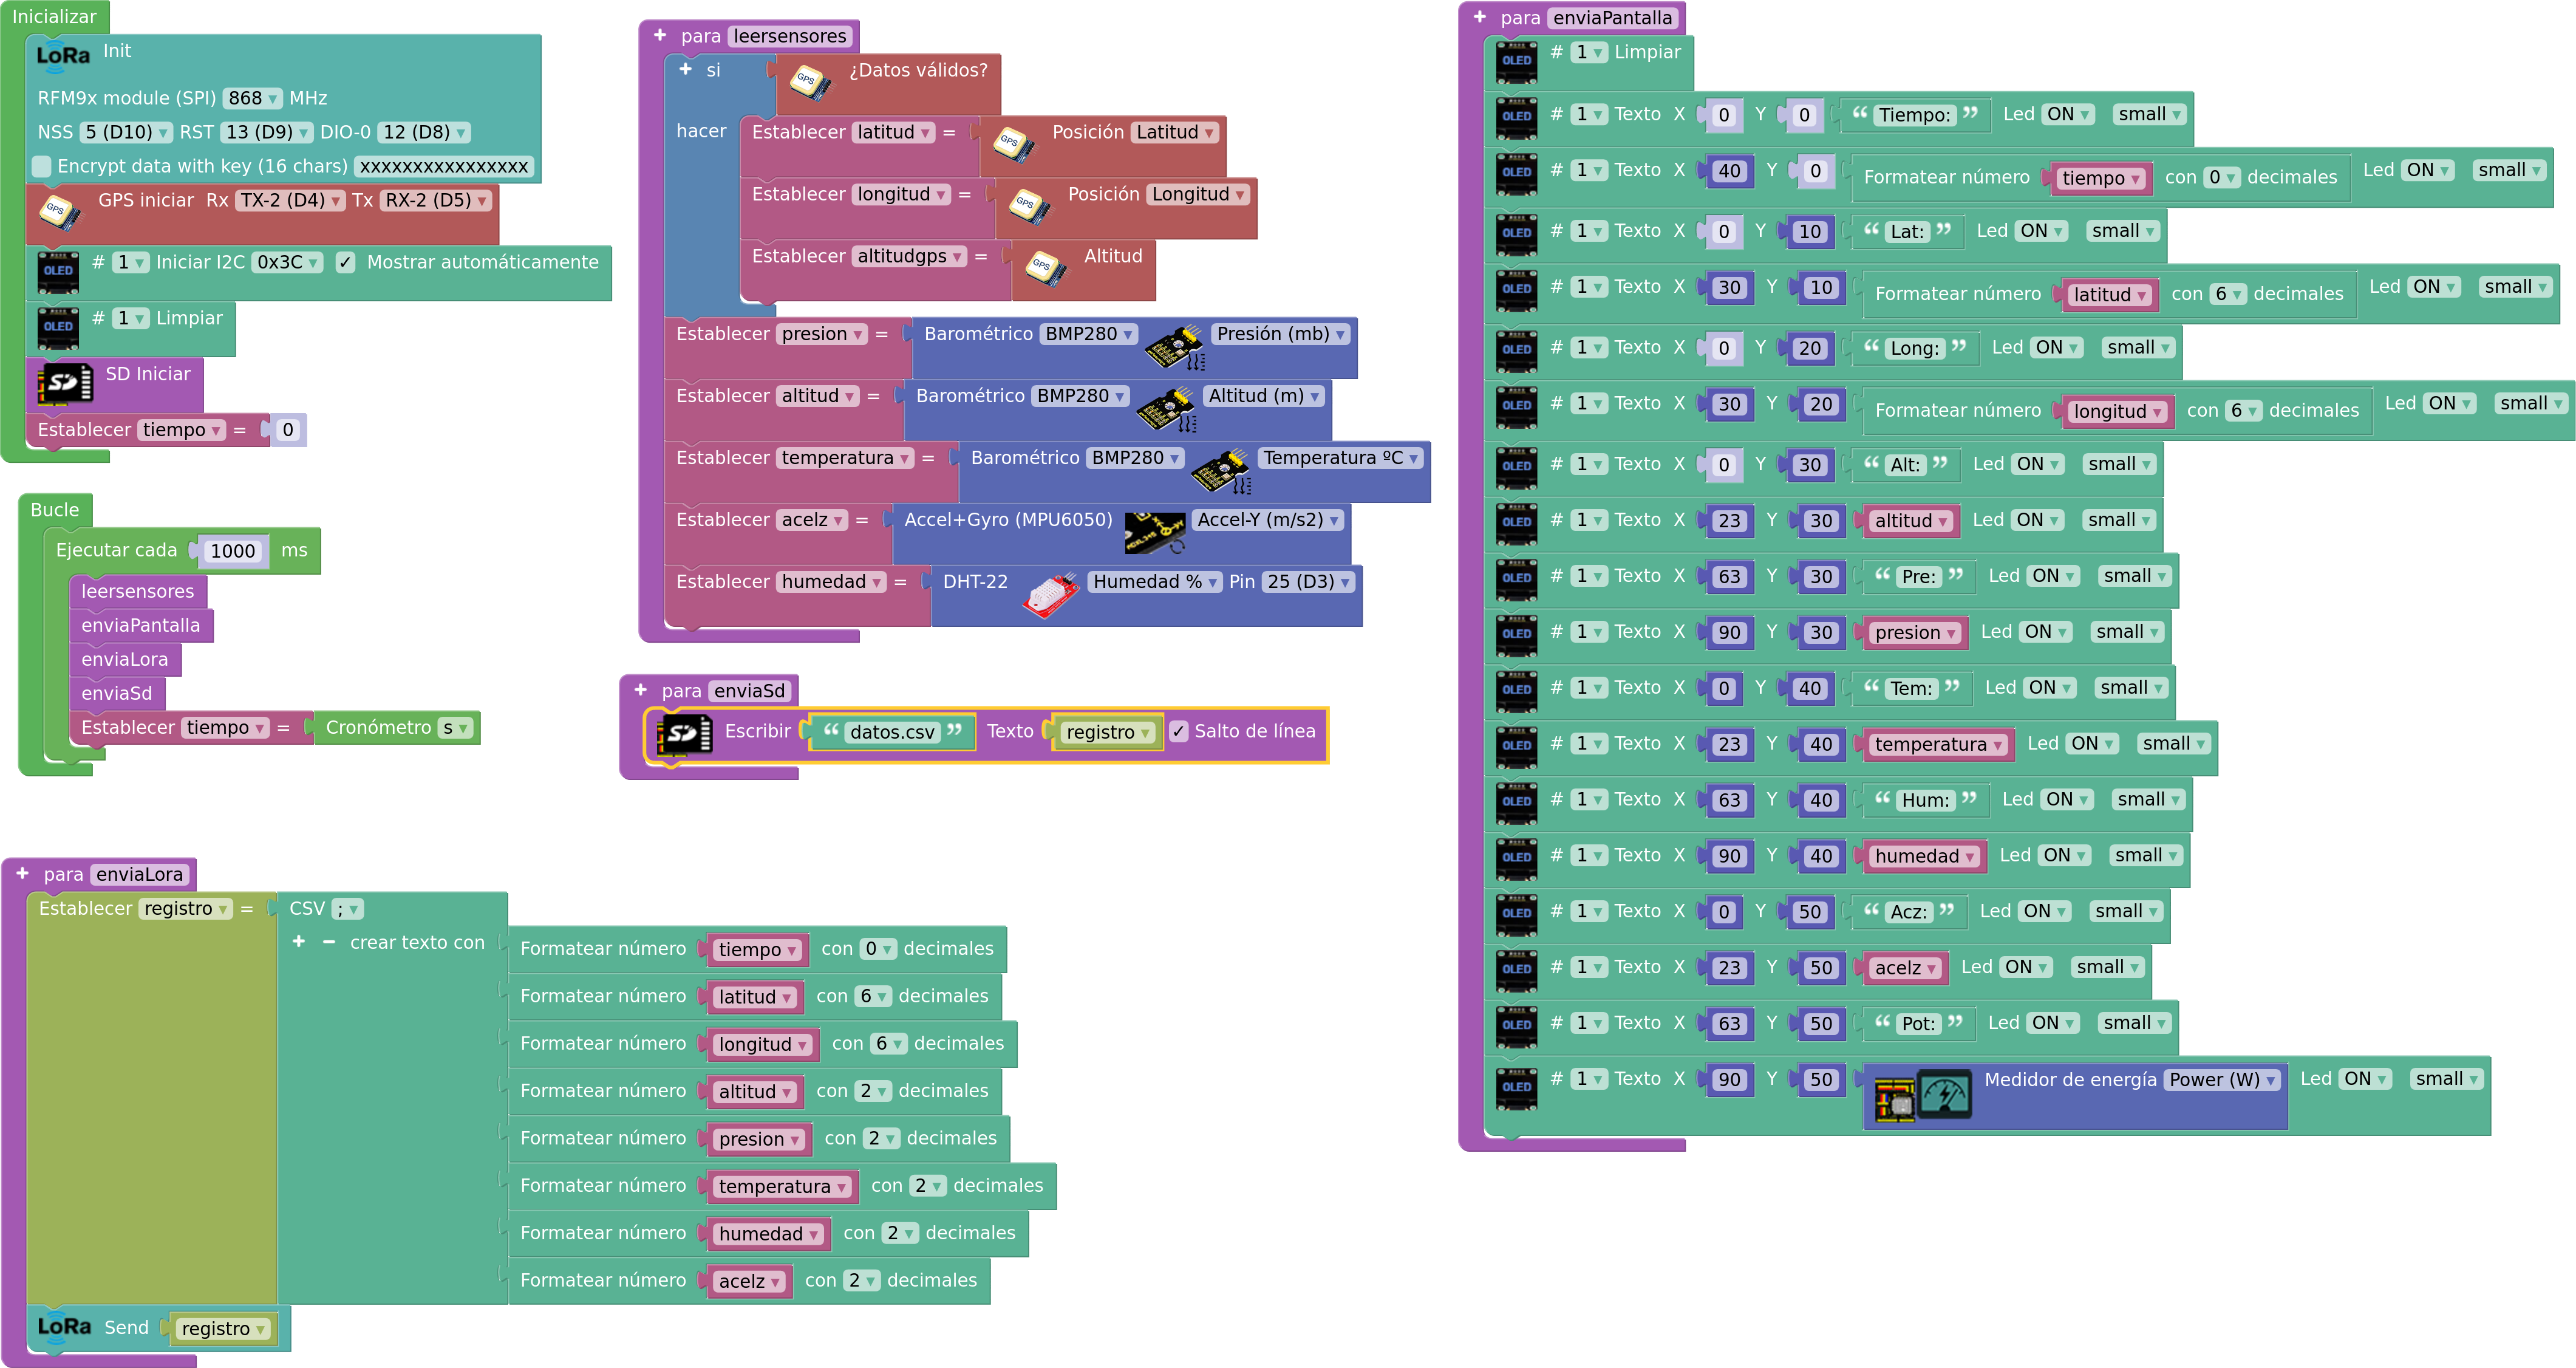 Inicializar
LoRa Init
RFM9x module (SPI) 868 MHz
NSS 5 (D10) RST 13 (D9) DIO-0 12 (D8)
Encrypt data with key (16 chars) xxxxxxxxxxxxxxxx
GPS GPS iniciar Rx TX-2 (D4) Tx RX-2 (D5)
OLED # 1 Iniciar I2C 0x3C ✓ Mostrar automáticamente
OLED # 1 Limpiar
SD SD Iniciar
Establecer tiempo = 0
Bucle
Ejecutar cada 1000 ms
leersensores
enviaPantalla
enviaLora
enviaSd
Establecer tiempo = Cronómetro s
+ para enviaLora
Establecer registro = CSV ;
+ − crear texto con
Formatear número tiempo con 0 decimales
Formatear número latitud con 6 decimales
Formatear número longitud con 6 decimales
Formatear número altitud con 2 decimales
Formatear número presion con 2 decimales
Formatear número temperatura con 2 decimales
Formatear número humedad con 2 decimales
Formatear número acelz con 2 decimales
LoRa Send registro
+ para leersensores
+ si GPS ¿Datos válidos?
hacer Establecer latitud = GPS Posición Latitud
Establecer longitud = GPS Posición Longitud
Establecer altitudgps = GPS Altitud
Establecer presion = Barométrico BMP280 Presión (mb)
Establecer altitud = Barométrico BMP280 Altitud (m)
Establecer temperatura = Barométrico BMP280 Temperatura ºC
Establecer acelz = Accel+Gyro (MPU6050) ADXL345 Accel-Y (m/s2)
Establecer humedad = DHT-22 Humedad % Pin 25 (D3)
+ para enviaSd
SD Escribir “ datos.csv ” Texto registro ✓ Salto de línea
+ para enviaPantalla
OLED # 1 Limpiar
OLED # 1 Texto X 0 Y 0 “ Tiempo: ” Led ON small
OLED # 1 Texto X 40 Y 0 Formatear número tiempo con 0 decimales Led ON small
OLED # 1 Texto X 0 Y 10 “ Lat: ” Led ON small
OLED # 1 Texto X 30 Y 10 Formatear número latitud con 6 decimales Led ON small
OLED # 1 Texto X 0 Y 20 “ Long: ” Led ON small
OLED # 1 Texto X 30 Y 20 Formatear número longitud con 6 decimales Led ON small
OLED # 1 Texto X 0 Y 30 “ Alt: ” Led ON small
OLED # 1 Texto X 23 Y 30 altitud Led ON small
OLED # 1 Texto X 63 Y 30 “ Pre: ” Led ON small
OLED # 1 Texto X 90 Y 30 presion Led ON small
OLED # 1 Texto X 0 Y 40 “ Tem: ” Led ON small
OLED # 1 Texto X 23 Y 40 temperatura Led ON small
OLED # 1 Texto X 63 Y 40 “ Hum: ” Led ON small
OLED # 1 Texto X 90 Y 40 humedad Led ON small
OLED # 1 Texto X 0 Y 50 “ Acz: ” Led ON small
OLED # 1 Texto X 23 Y 50 acelz Led ON small
OLED # 1 Texto X 63 Y 50 “ Pot: ” Led ON small
OLED # 1 Texto X 90 Y 50 Medidor de energía Power (W) Led ON small